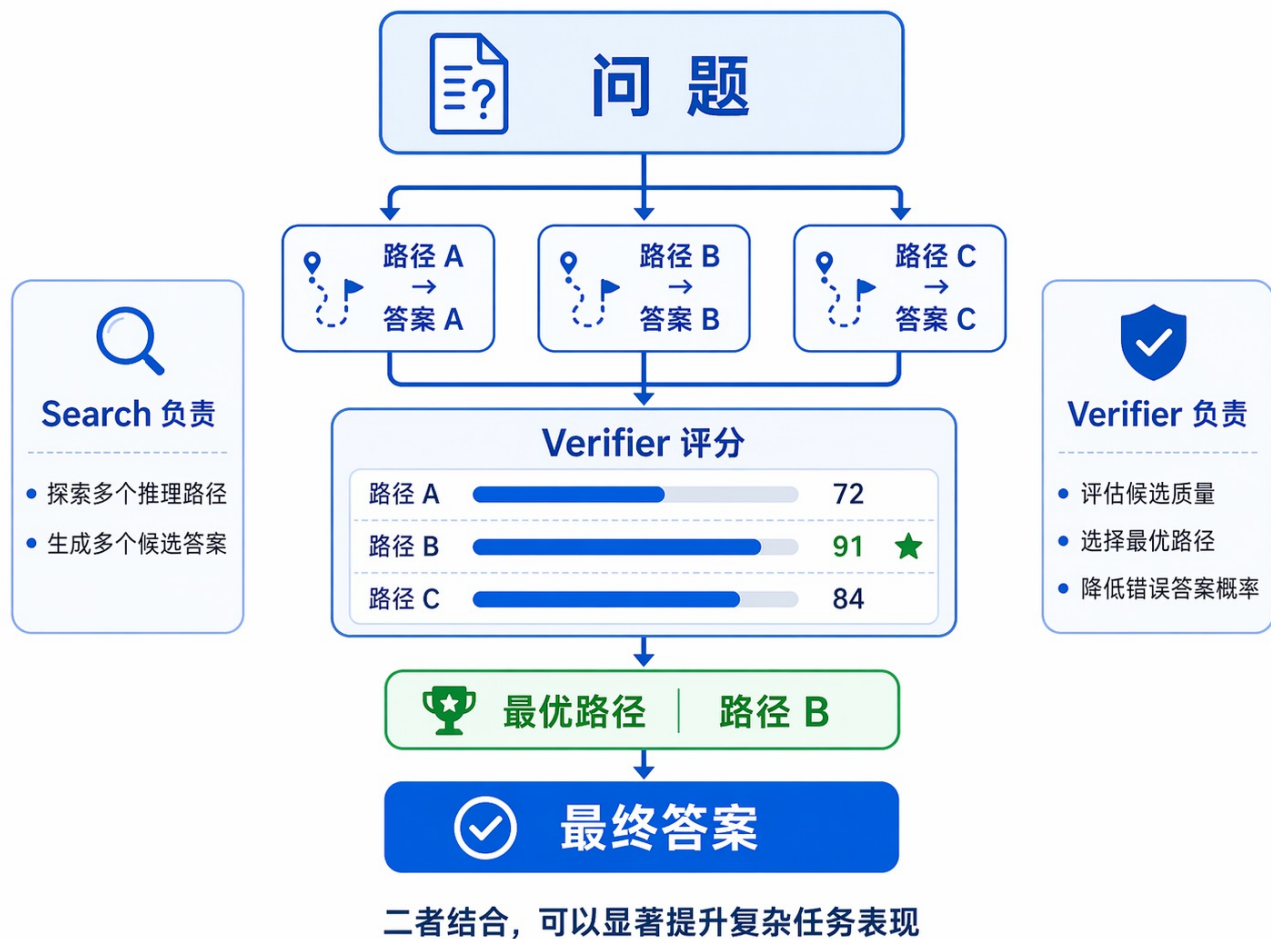 问题
路径 A
→
答案 A
路径 B
→
答案 B
路径 C
→
答案 C
Search 负责
• 探索多个推理路径
• 生成多个候选答案
Verifier 评分
路径 A 72
路径 B 91
路径 C 84
Verifier 负责
• 评估候选质量
• 选择最优路径
• 降低错误答案概率
最优路径 | 路径 B
最终答案
二者结合，可以显著提升复杂任务表现